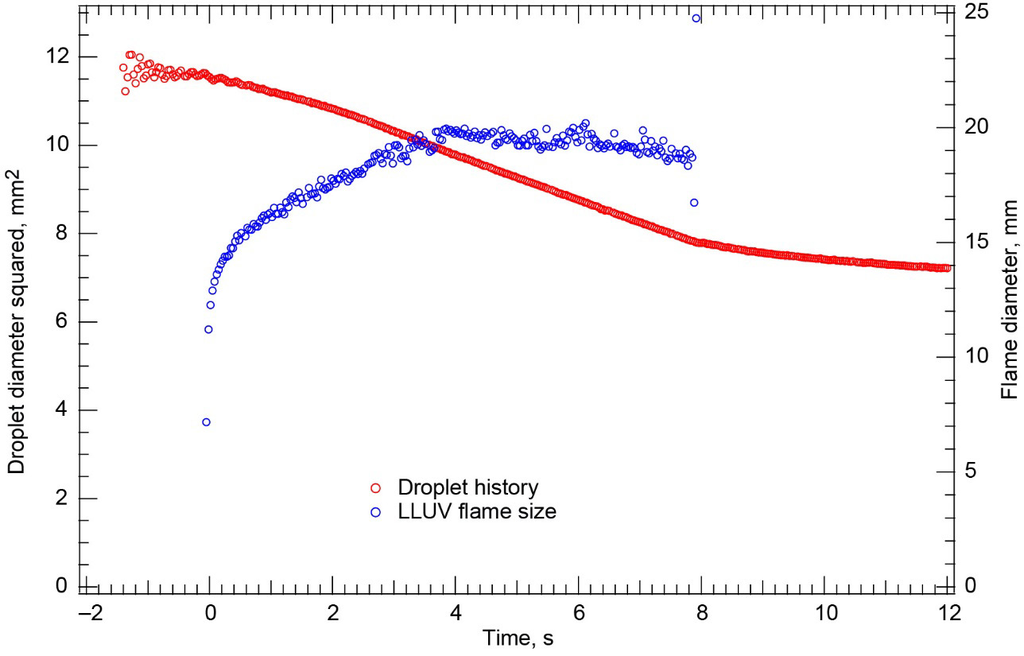 25
12
20
10
8
15
6
10
4
5
2
0
0
Droplet diameter squared, mm2
Flame diameter, mm
Droplet history
LLUV flame size
–2 0 2 4 6 8 10 12
Time, s